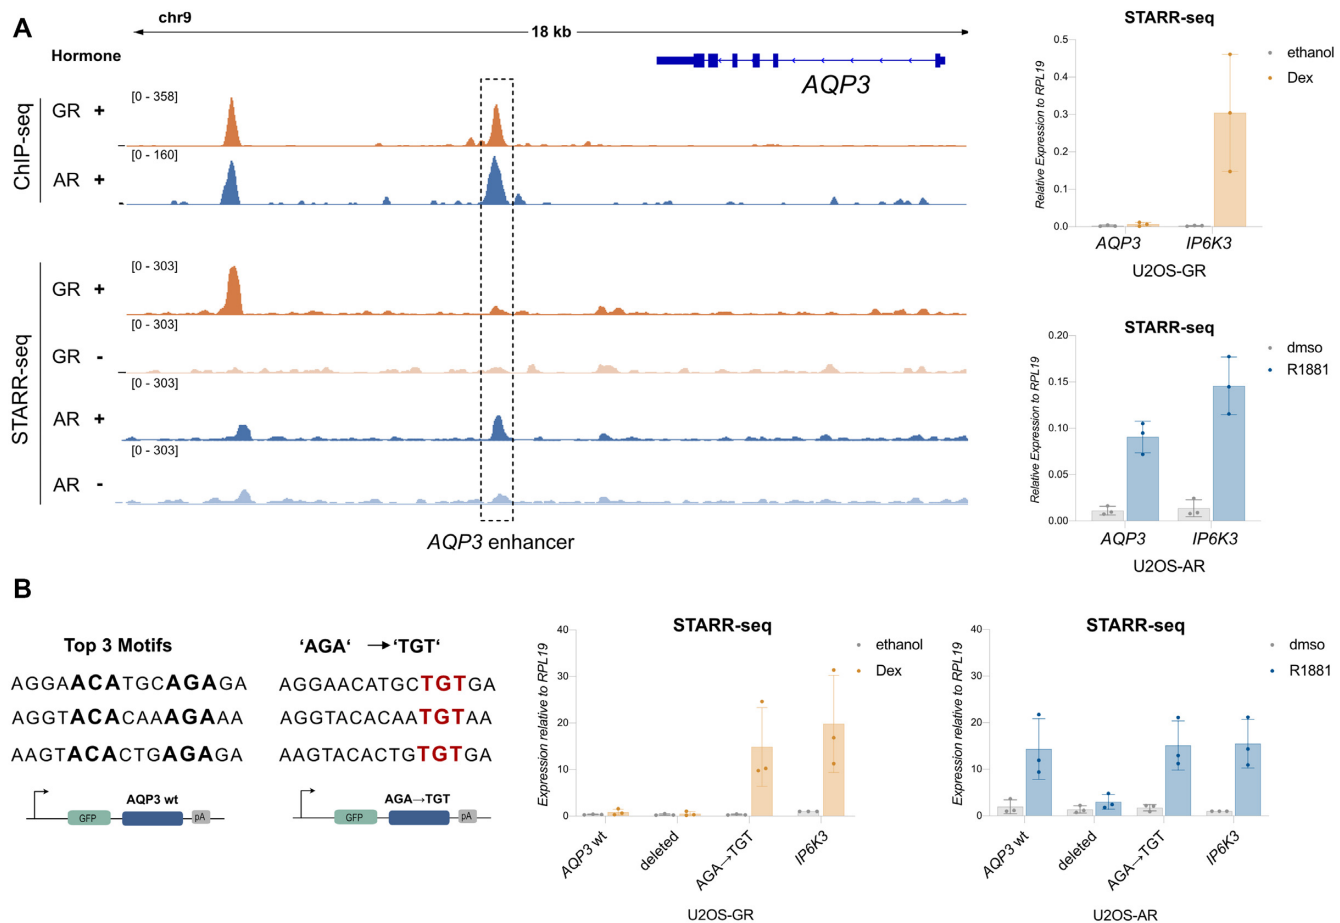 A
chr9
18 kb
Hormone
AQP3
ChIP-seq
GR +
[0 - 358]
AR +
[0 - 160]
STARR-seq
GR +
[0 - 303]
GR -
[0 - 303]
AR +
[0 - 303]
AR -
[0 - 303]
AQP3 enhancer
STARR-seq
Relative Expression to RPL19
0.5
0.4
0.3
0.2
0.1
0.0
ethanol
Dex
AQP3 IP6K3
U2OS-GR
STARR-seq
Relative Expression to RPL19
0.20
0.15
0.10
0.05
0.00
dmso
R1881
AQP3 IP6K3
U2OS-AR
B
Top 3 Motifs
AGGAACATGCAGAGA
AGGTACACAAAGAAA
AAGTACACTGAGAGA
AQP3 wt
GFP
pA
‘AGA‘ →‘TGT‘
AGGAACATGCTGTGA
AGGTACACAATGTAA
AAGTACACTGTGTGA
AGA→TGT
GFP
pA
STARR-seq
Expression relative to RPL19
40
30
20
10
0
ethanol
Dex
AQP3 wt
deleted
AGA→TGT
IP6K3
U2OS-GR
STARR-seq
Expression relative to RPL19
40
30
20
10
0
dmso
R1881
AQP3 wt
deleted
AGA→TGT
IP6K3
U2OS-AR